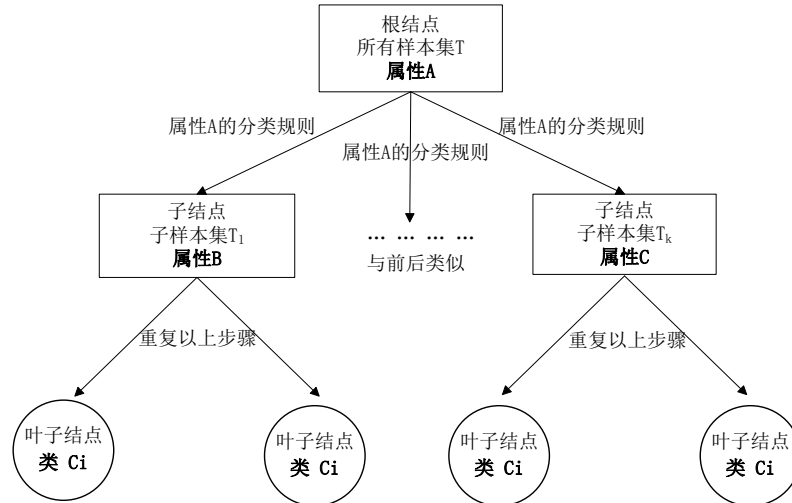 根结点
所有样本集T
属性A
属性A的分类规则
属性A的分类规则
属性A的分类规则
子结点
子样本集T₁
属性B
… … … …
与前后类似
子结点
子样本集Tₖ
属性C
重复以上步骤
重复以上步骤
叶子结点
类 Ci
叶子结点
类 Ci
叶子结点
类 Ci
叶子结点
类 Ci